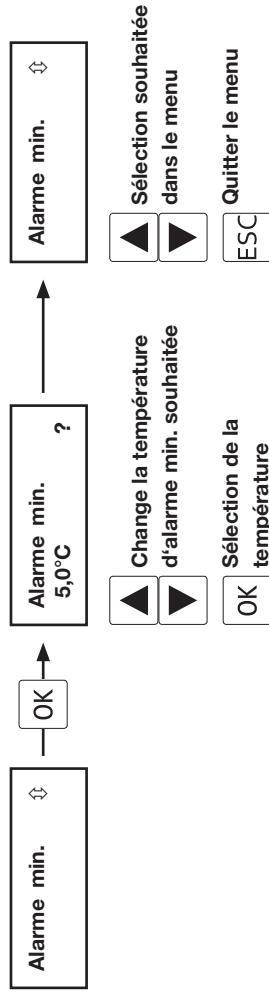 Alarme min. ⇕
OK
Alarme min.
5,0°C ?
▲ Change la température
▼ d‘alarme min. souhaitée
OK Sélection de la
température
Alarme min. ⇕
▲ Sélection souhaitée
▼ dans le menu
ESC Quitter le menu